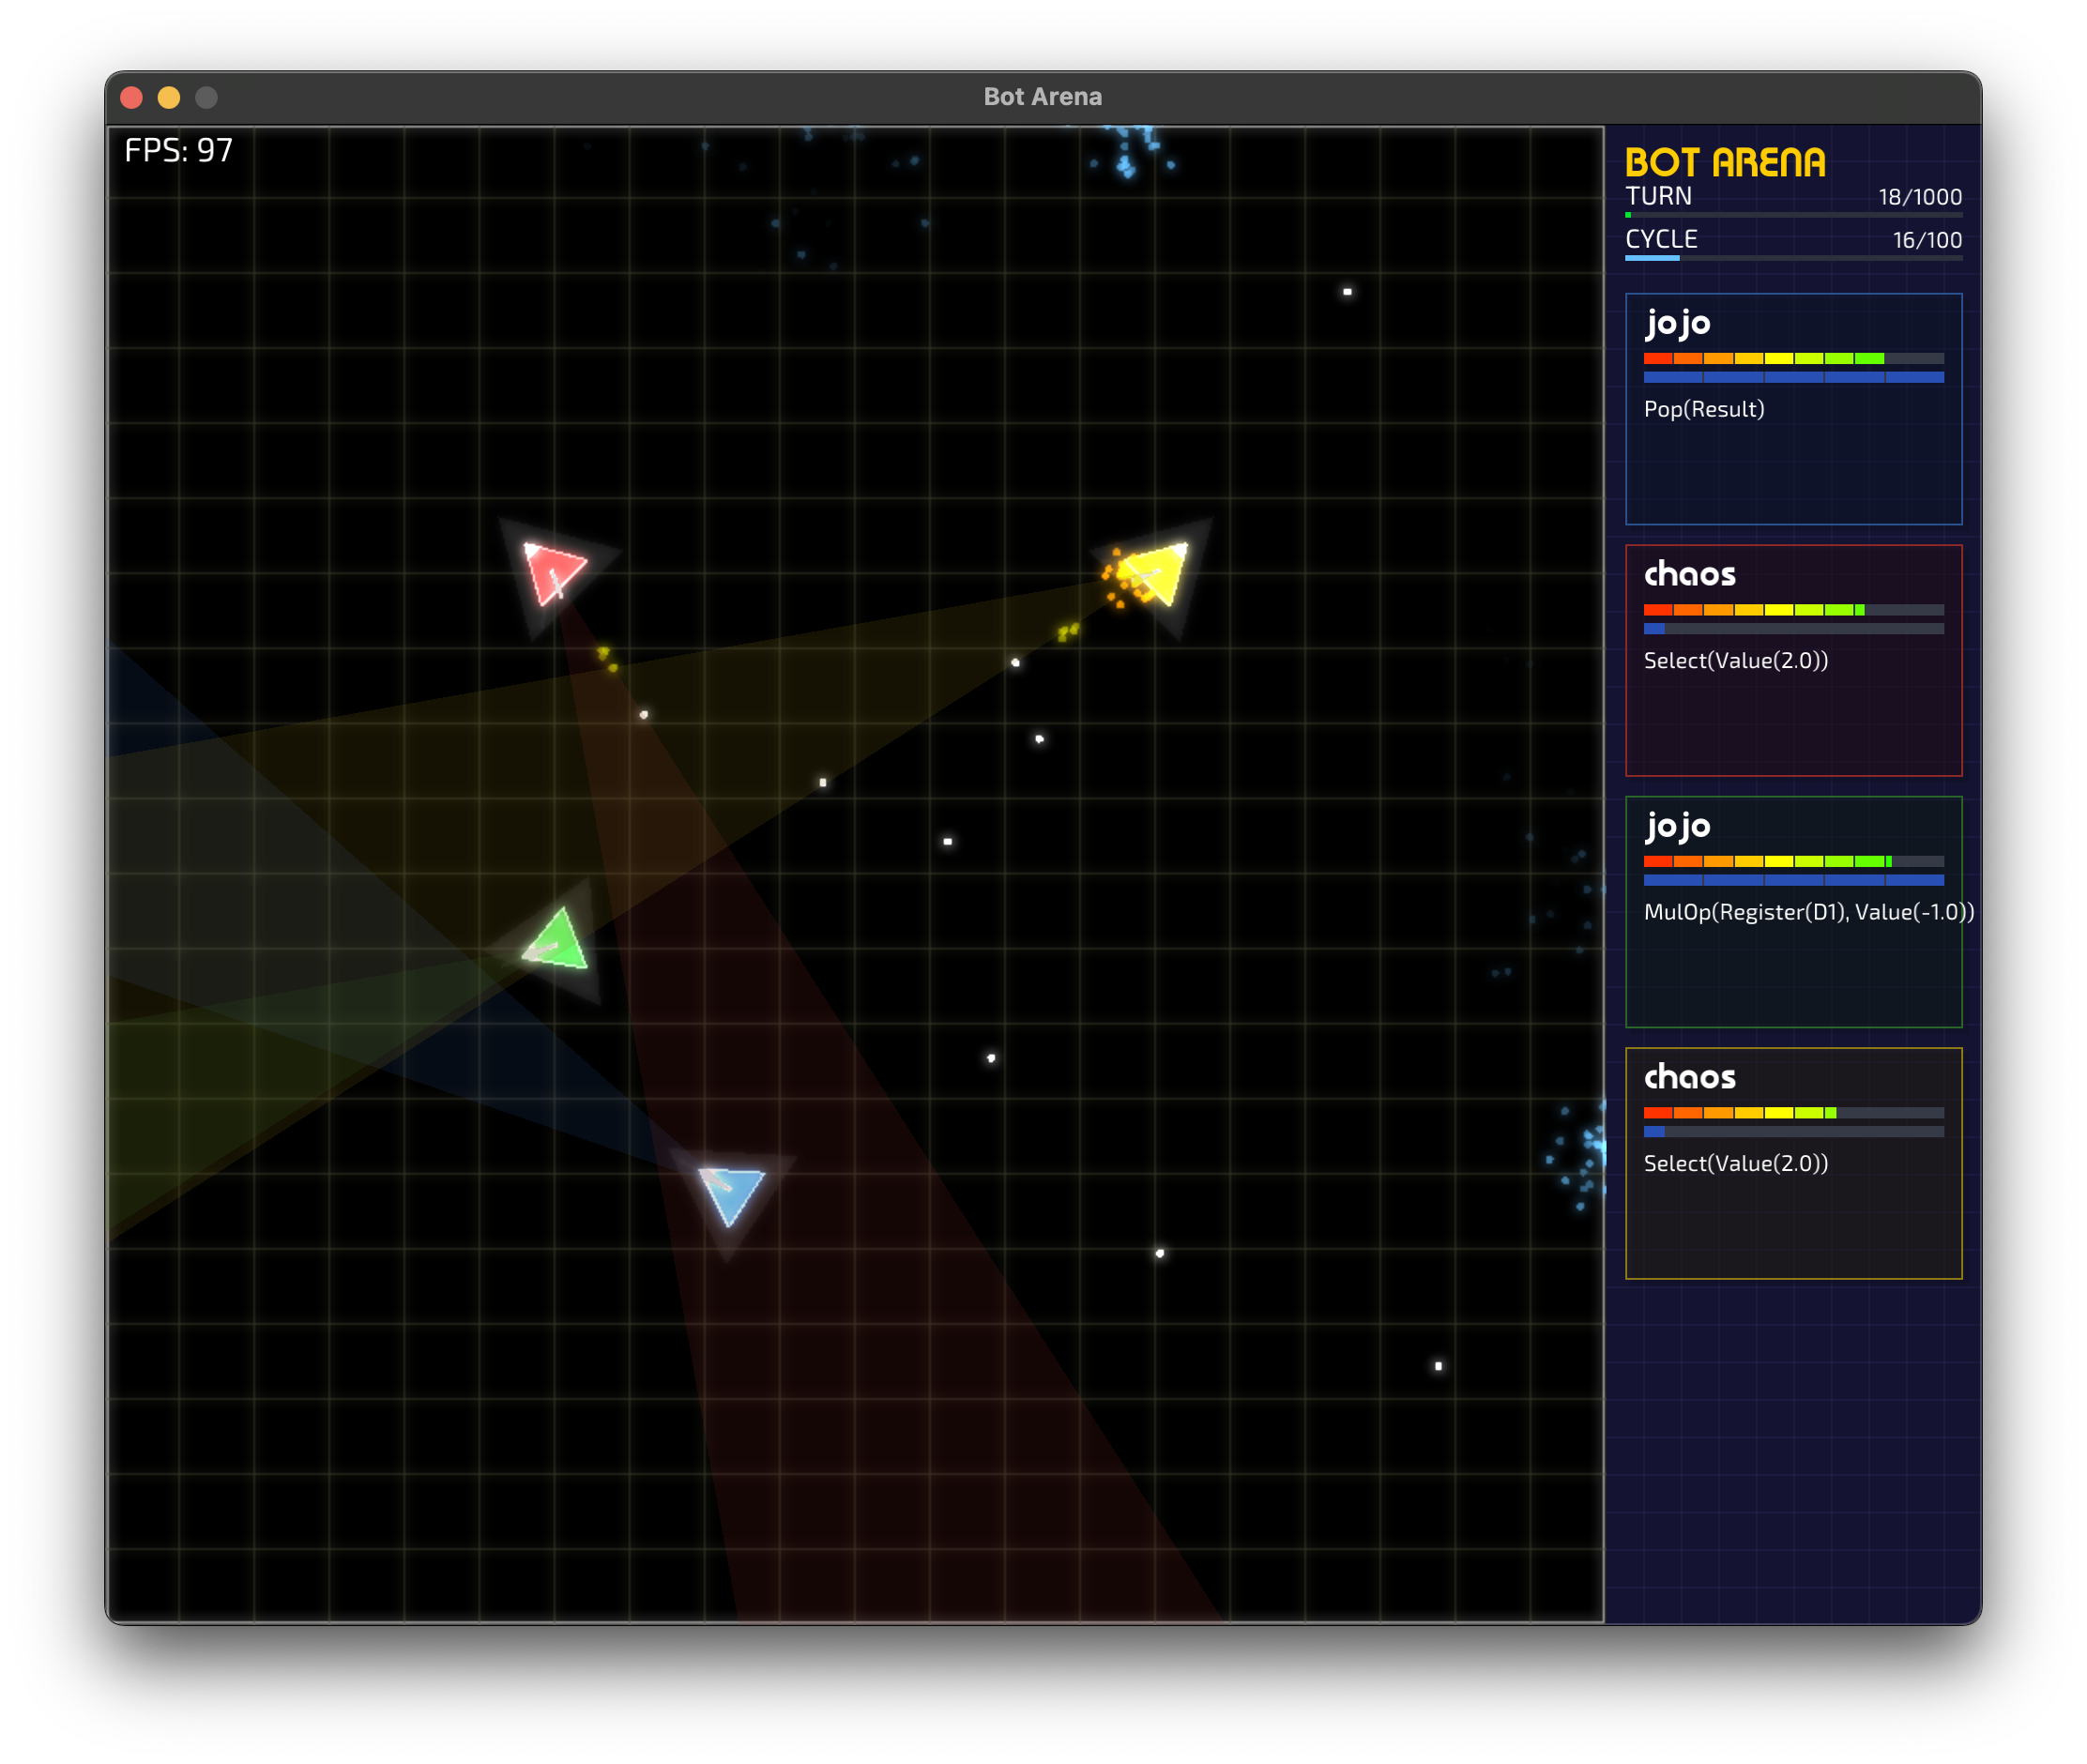 Bot Arena
FPS: 97
BOT ARENA
TURN 18/1000
CYCLE 16/100
jojo
Pop(Result)
chaos
Select(Value(2.0))
jojo
MulOp(Register(D1), Value(-1.0))
chaos
Select(Value(2.0))